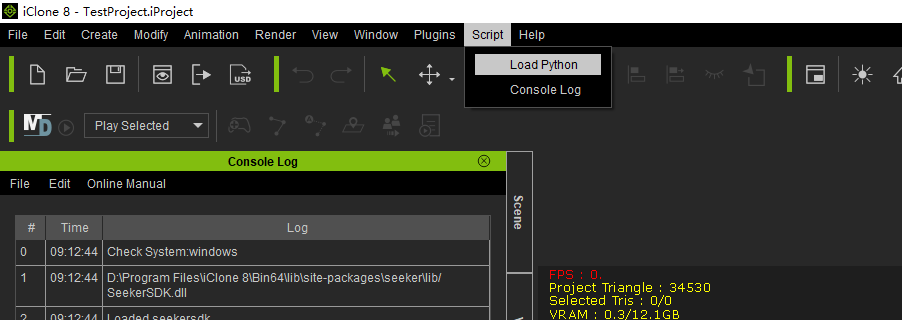 iClone 8 - TestProject.iProject
File Edit Create Modify Animation Render View Window Plugins Script Help
Load Python
USD
Console Log
MD Play Selected
Console Log
File Edit Online Manual
Scene
# Time Log
0 09:12:44 Check System:windows
1 09:12:44 D:\Program Files\iClone 8\Bin64\lib\site-packages\seeker\lib/
SeekerSDK.dll
2 09:12:44 Loaded seekersdk
FPS : 0.
Project Triangle : 34530
Selected Tris : 0/0
VRAM : 0.3/12.1GB